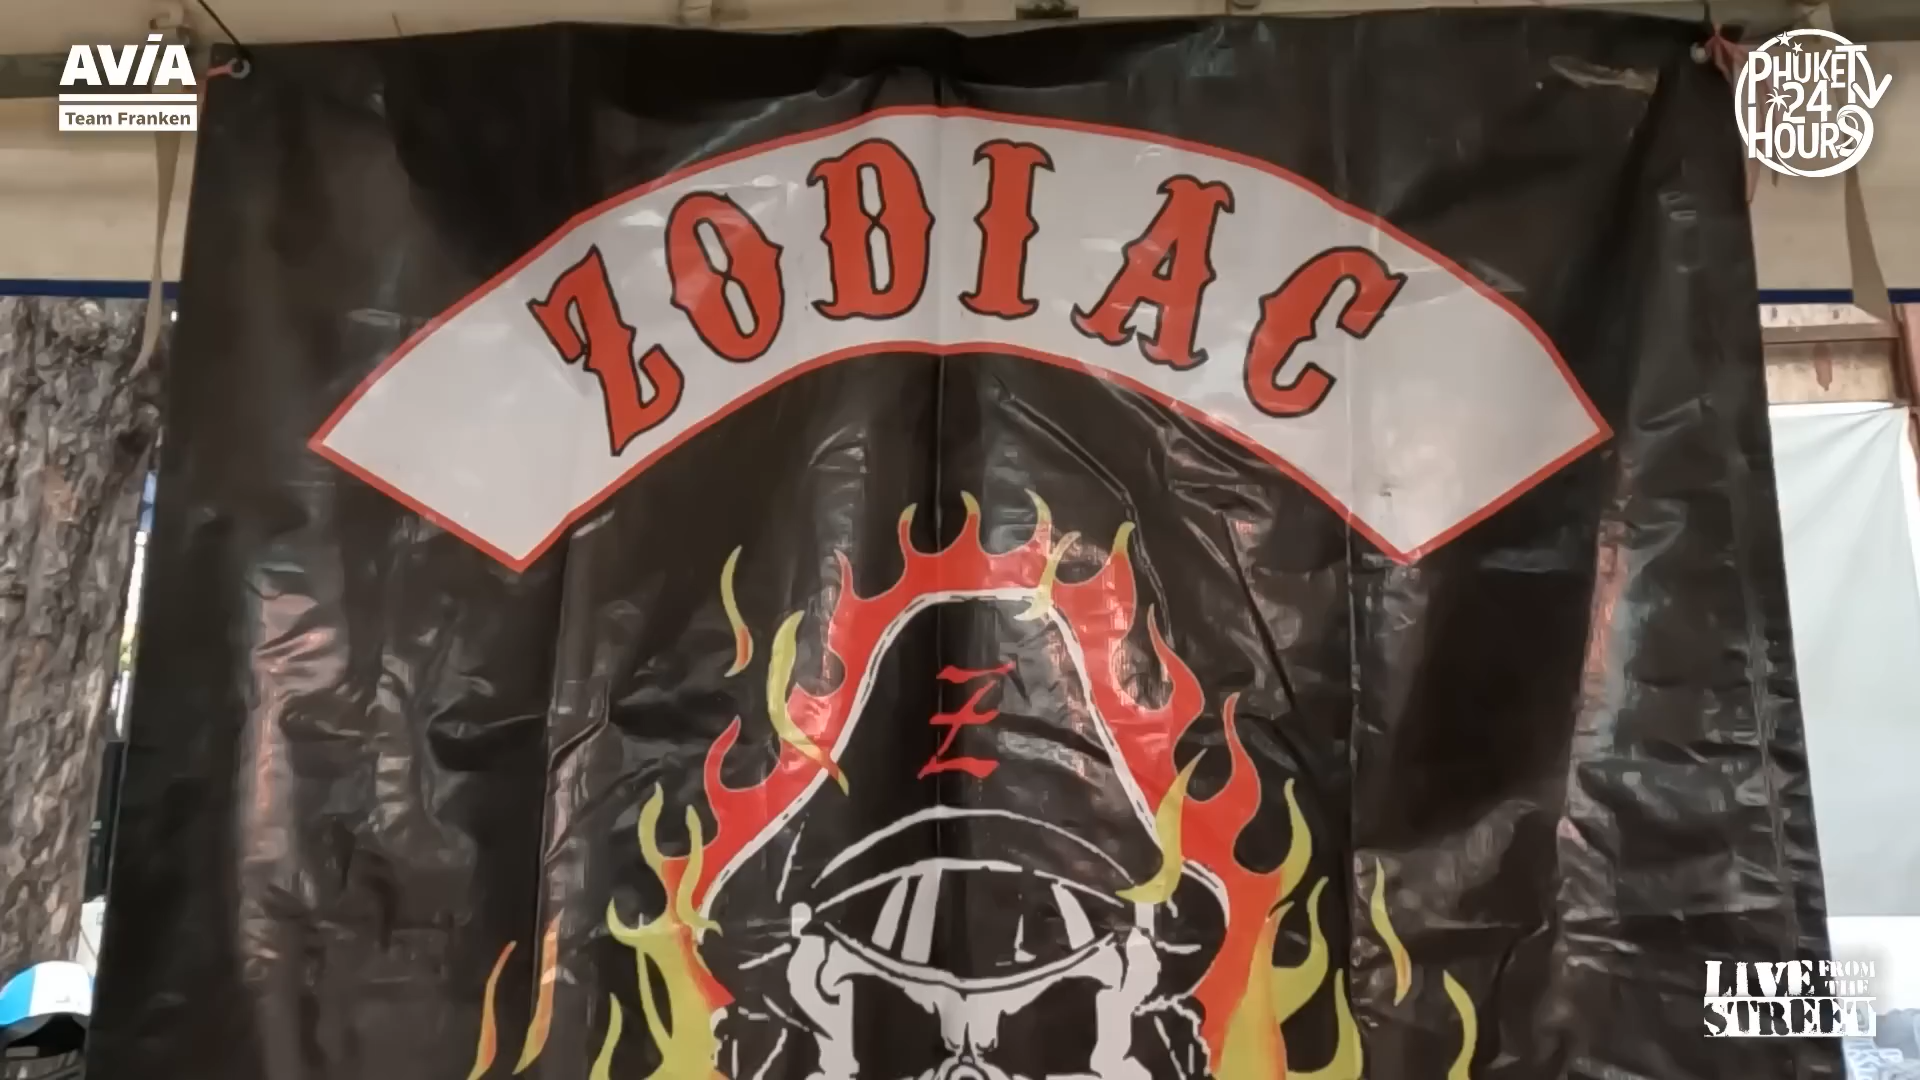 AVIA
Team Franken
PHUKET
24
HOURS
TV
ZODIAC
Z
LIVE FROM
THE
STREET